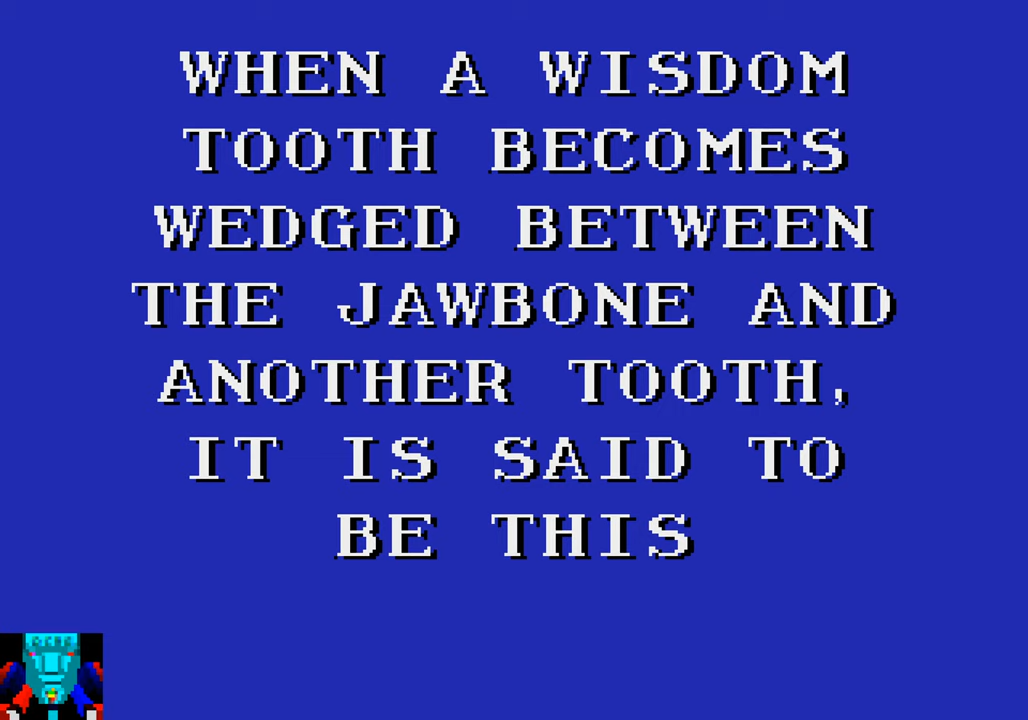 WHEN A WISDOM
TOOTH BECOMES
WEDGED BETWEEN
THE JAWBONE AND
ANOTHER TOOTH,
IT IS SAID TO
BE THIS